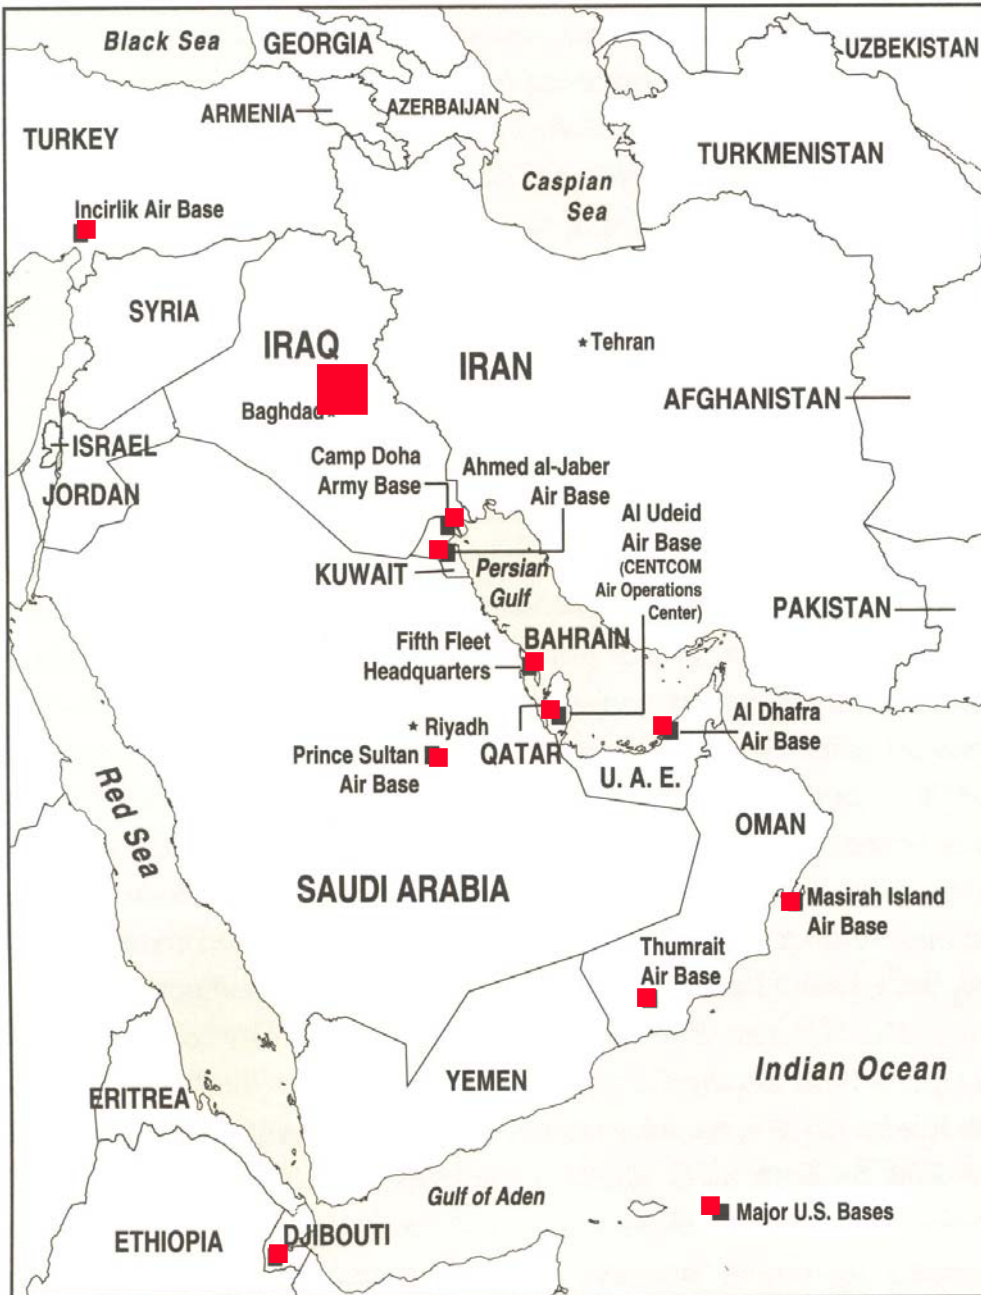 Black Sea
GEORGIA
UZBEKISTAN
ARMENIA
AZERBAIJAN
TURKEY
TURKMENISTAN
Caspian
Sea
Incirlik Air Base
SYRIA
IRAQ
Tehran
IRAN
AFGHANISTAN
Baghdad
ISRAEL
Camp Doha
Army Base
Ahmed al-Jaber
Air Base
JORDAN
Al Udeid
Air Base
(CENTCOM
Air Operations
Center)
KUWAIT
Persian
Gulf
PAKISTAN
Fifth Fleet
Headquarters
BAHRAIN
Riyadh
Al Dhafra
Air Base
Prince Sultan
Air Base
QATAR
U. A. E.
Red Sea
OMAN
SAUDI ARABIA
Masirah Island
Air Base
Thumrait
Air Base
Indian Ocean
YEMEN
ERITREA
Gulf of Aden
Major U.S. Bases
ETHIOPIA
DJIBOUTI